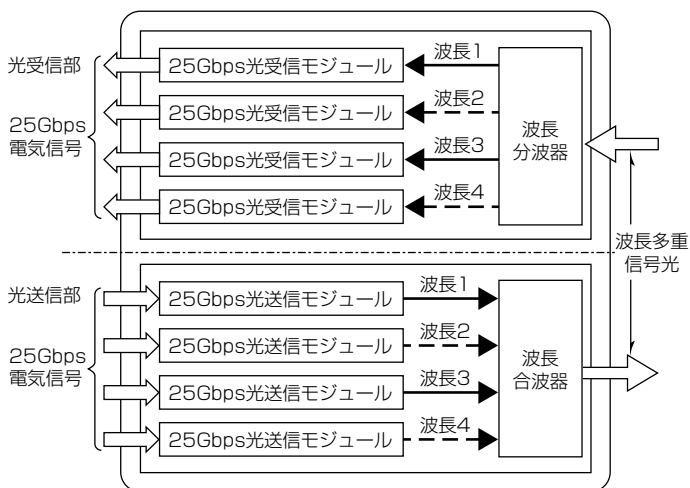 光受信部
25Gbps
電気信号
25Gbps光受信モジュール
25Gbps光受信モジュール
25Gbps光受信モジュール
25Gbps光受信モジュール
波長1
波長2
波長3
波長4
波長
分波器
波長多重
信号光
光送信部
25Gbps
電気信号
25Gbps光送信モジュール
25Gbps光送信モジュール
25Gbps光送信モジュール
25Gbps光送信モジュール
波長1
波長2
波長3
波長4
波長
合波器